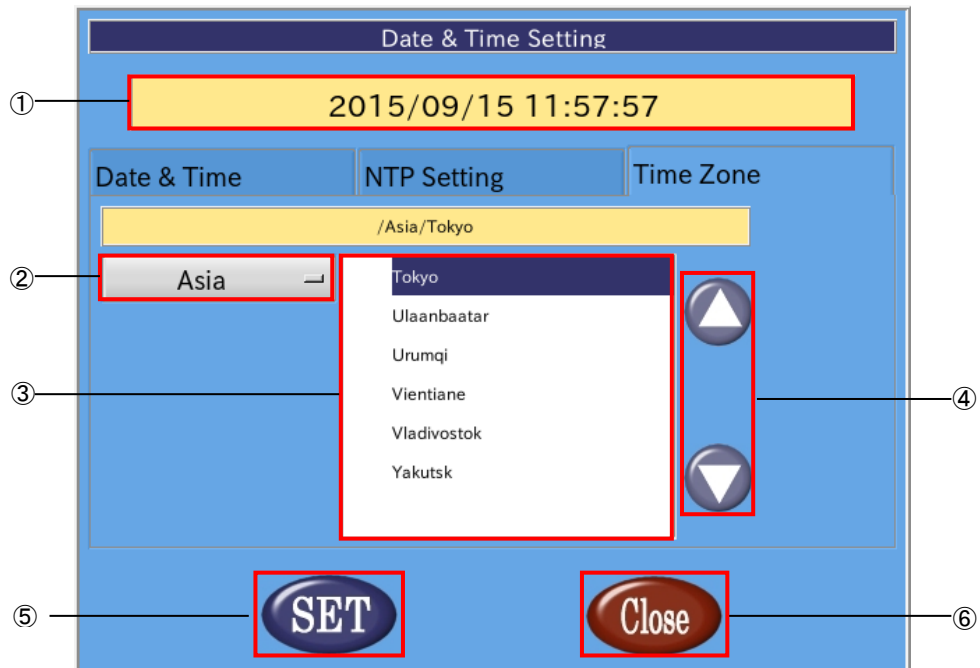 Date & Time Setting
① 2015/09/15 11:57:57
Date & Time NTP Setting Time Zone
/Asia/Tokyo
② Asia Tokyo
Ulaanbaatar
Urumqi
③ Vientiane ④
Vladivostok
Yakutsk
⑤ SET Close ⑥